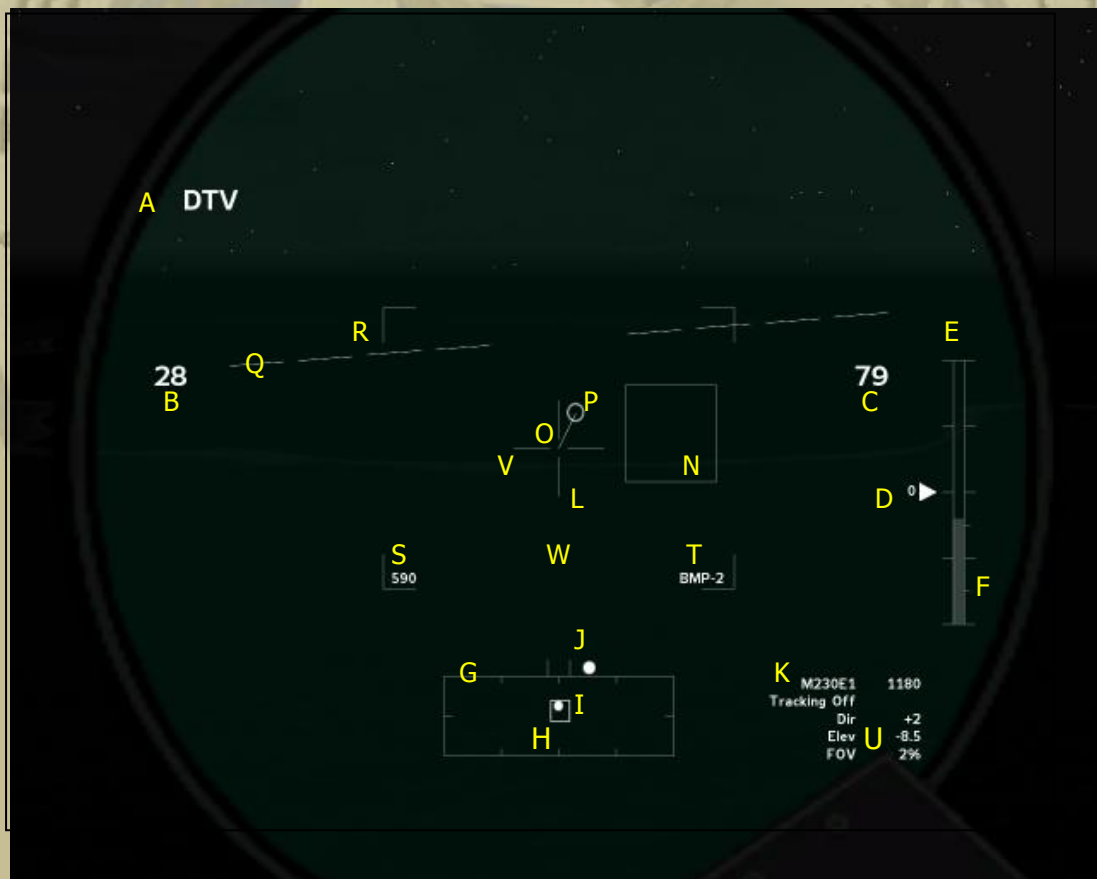 A DTV
R E
Q
28 79
B C
P
O
V N
L
D 0
S W T
590 BMP-2
F
J
G K
M230E1 1180
I Tracking Off
Dir +2
H Elev U -8.5
FOV 2%